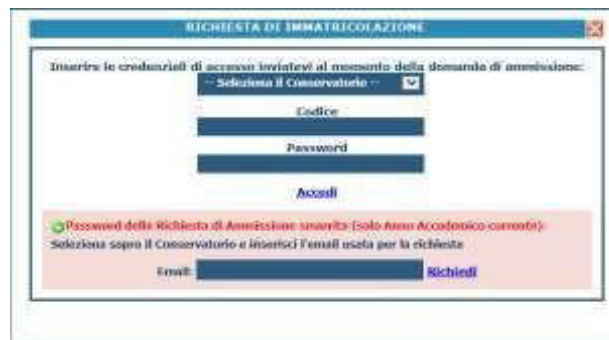 RICHIESTA DI IMMATRICOLAZIONE
Inserire le credenziali di accesso inviatevi al momento della domanda di ammissione:
-- Seleziona il Conservatorio --
Codice
Password
Accedi
Password della Richiesta di Ammissione smarrita (solo Anno Accademico corrente):
Seleziona sopra il Conservatorio e inserisci l'email usata per la richiesta
Email: Richiedi